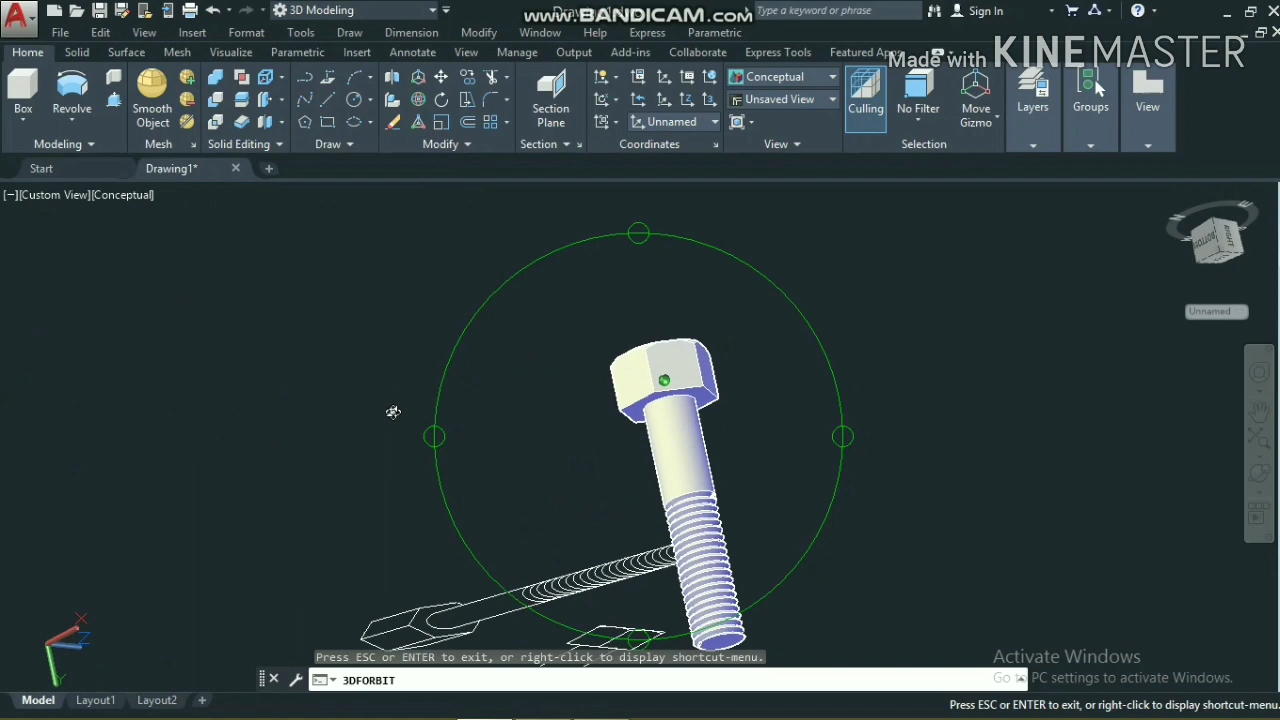 3D Modeling
www.BANDICAM.com
Type a keyword or phrase
Sign In
File Edit View Insert Format Tools Draw Dimension Modify Window Help Express Parametric
Home Solid Surface Mesh Visualize Parametric Insert Annotate View Manage Output Add-ins Collaborate Express Tools Featured Apps
Made with KINEMASTER
Box
Revolve
Smooth Object
Section Plane
Conceptual
Unsaved View
Unnamed
Culling
No Filter
Move Gizmo
Layers
Groups
View
Modeling Mesh Solid Editing Draw Modify Section Coordinates View Selection
Start Drawing1*
[−][Custom View][Conceptual]
BOTTOM
RIGHT
Unnamed
X
Z
Y
Press ESC or ENTER to exit, or right-click to display shortcut-menu.
Activate Windows
Go to PC settings to activate Windows.
3DFORBIT
Model Layout1 Layout2
Press ESC or ENTER to exit, or right-click to display shortcut-menu.